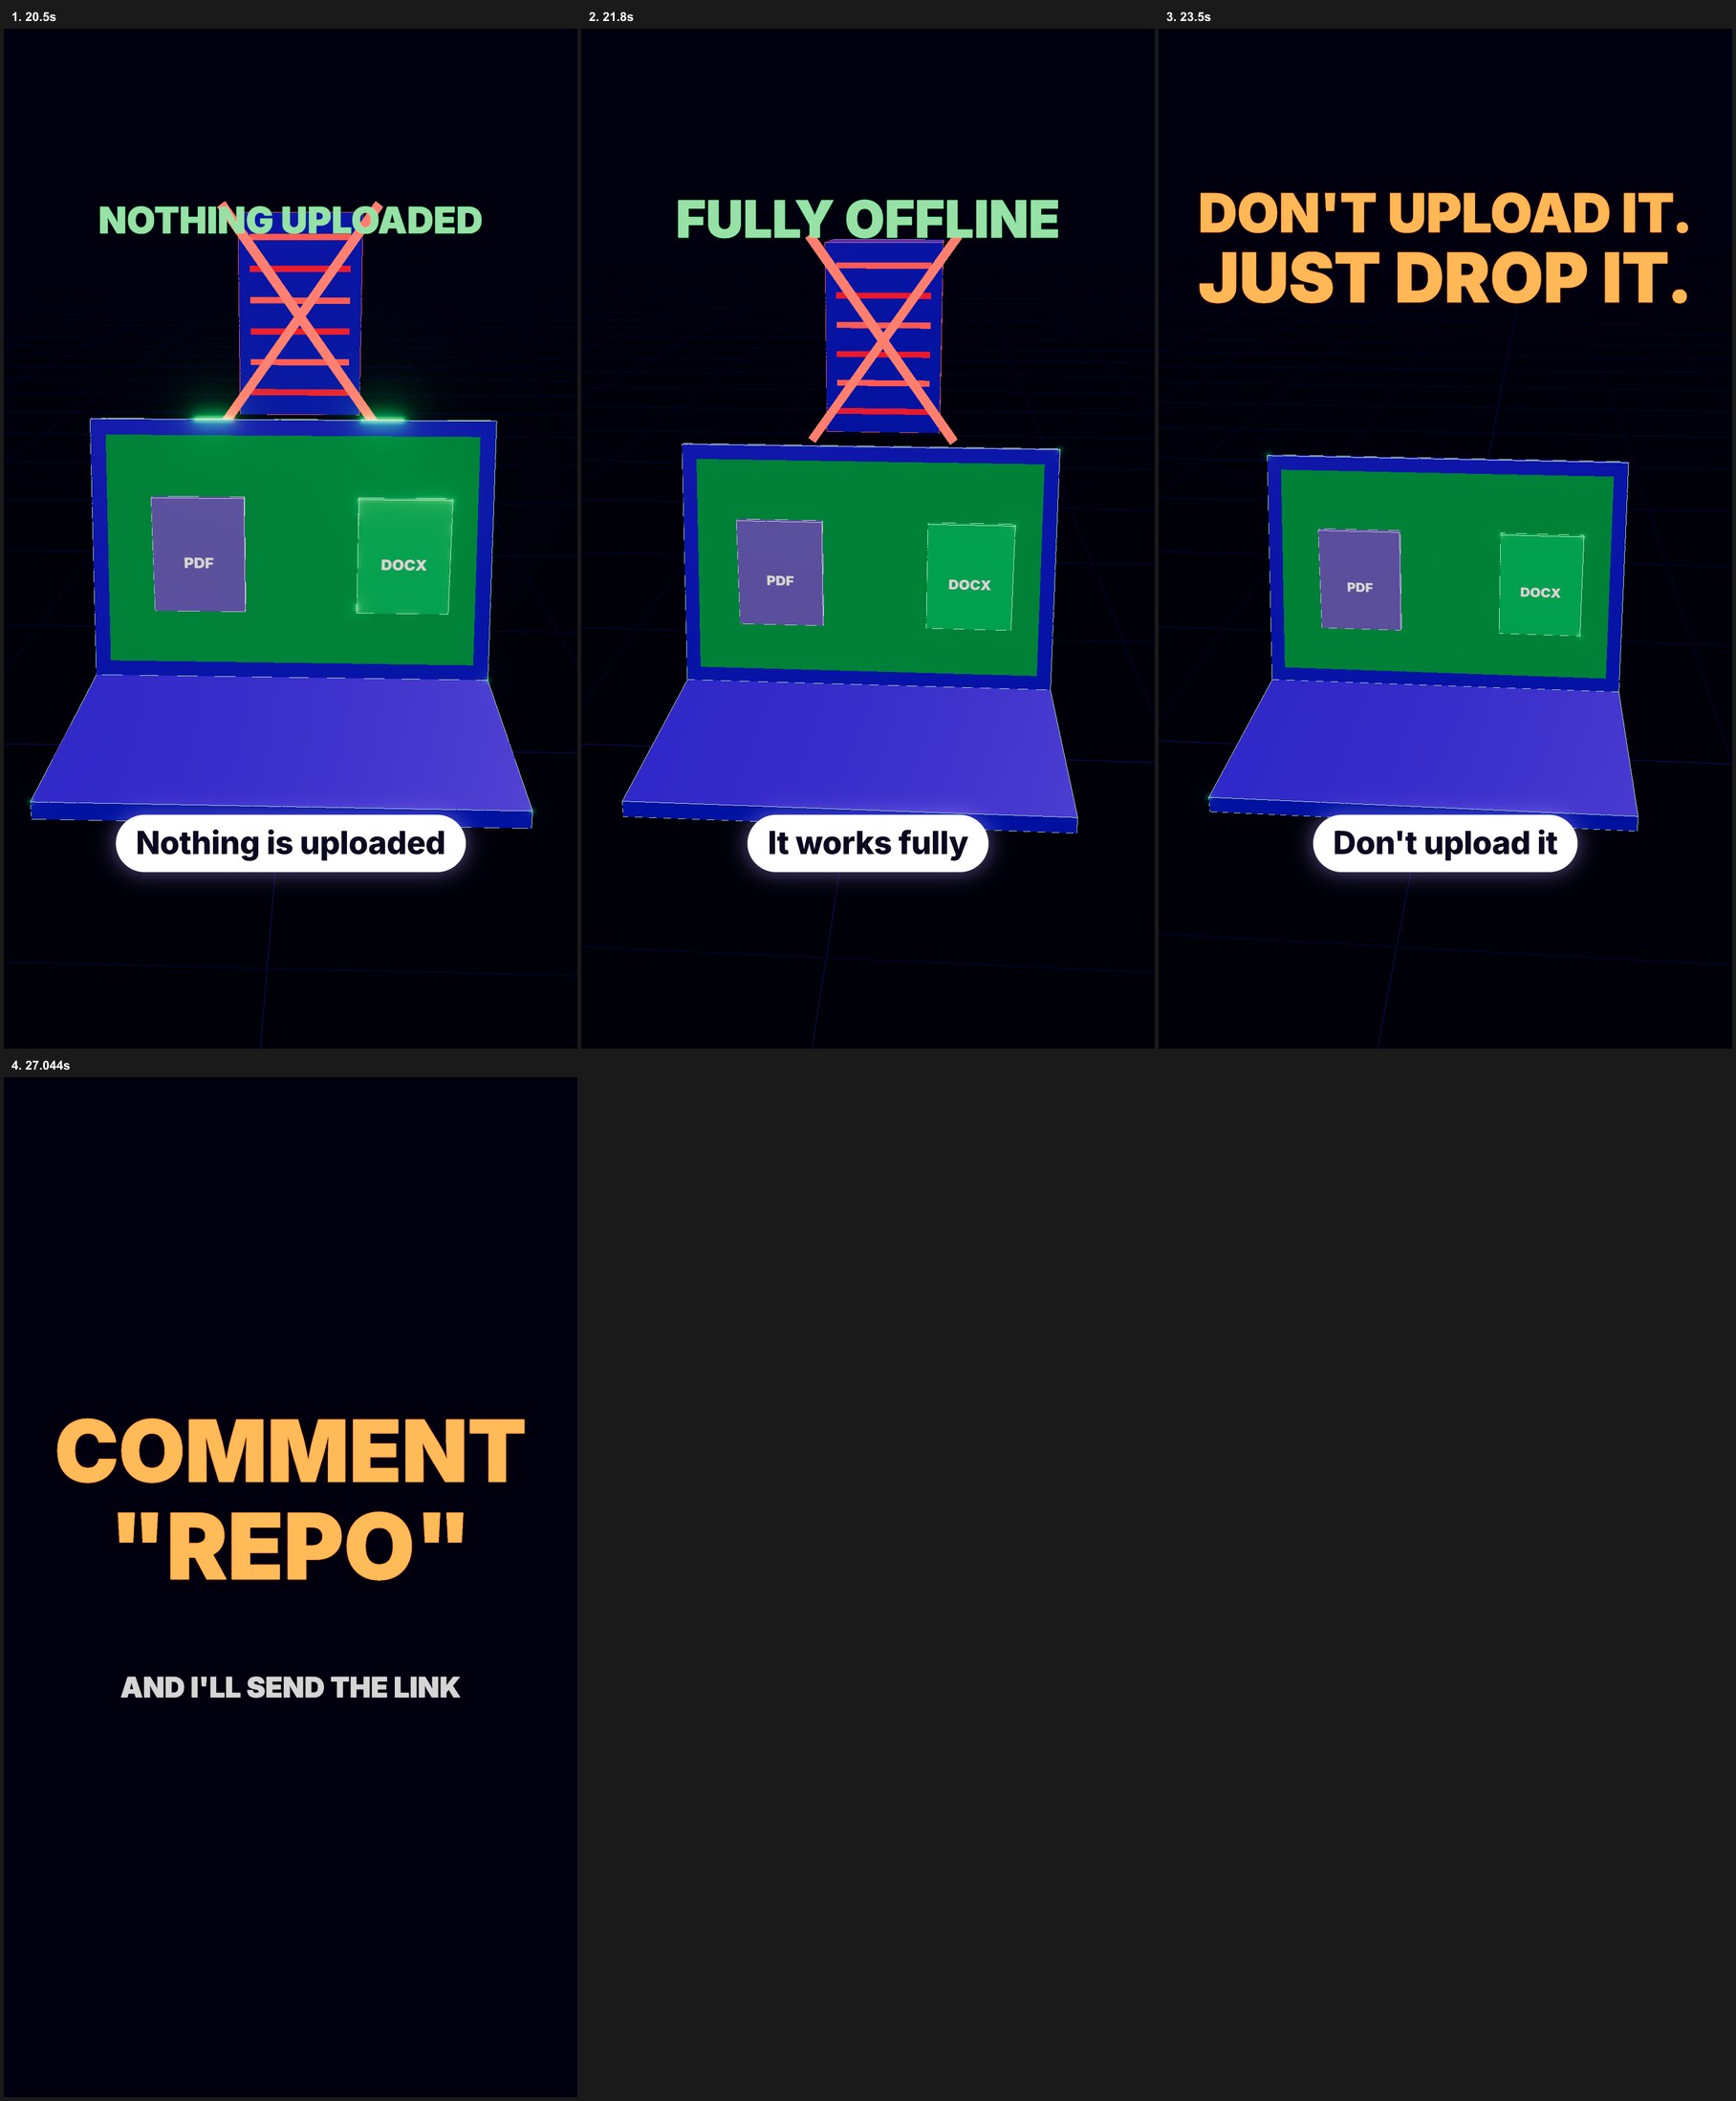 1. 20.5s
NOTHING UPLOADED
PDF
DOCX
Nothing is uploaded
2. 21.8s
FULLY OFFLINE
PDF
DOCX
It works fully
3. 23.5s
DON'T UPLOAD IT.
JUST DROP IT.
PDF
DOCX
Don't upload it
4. 27.044s
COMMENT
"REPO"
AND I'LL SEND THE LINK